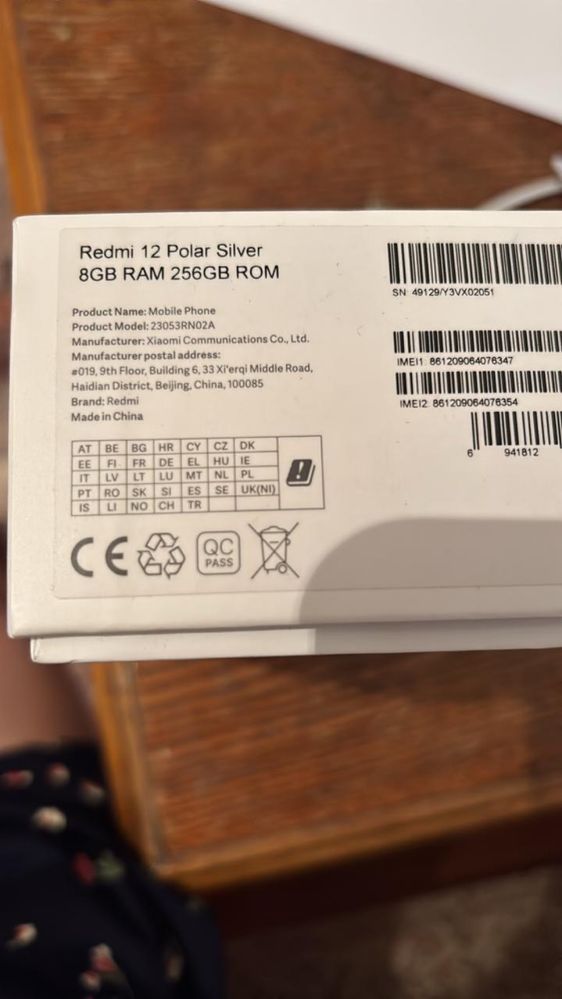 Redmi 12 Polar Silver
8GB RAM 256GB ROM
Product Name: Mobile Phone
Product Model: 23053RN02A
Manufacturer: Xiaomi Communications Co., Ltd.
Manufacturer postal address:
#019, 9th Floor, Building 6, 33 Xi'erqi Middle Road,
Haidian District, Beijing, China, 100085
Brand: Redmi
Made in China
AT BE BG HR CY CZ DK
EE FI FR DE EL HU IE
IT LV LT LU MT NL PL
PT RO SK SI ES SE UK(NI)
IS LI NO CH TR
CE
QC
PASS
SN: 49129/Y3VX02051
IMEI1: 861209064076347
IMEI2: 861209064076354
6 941812